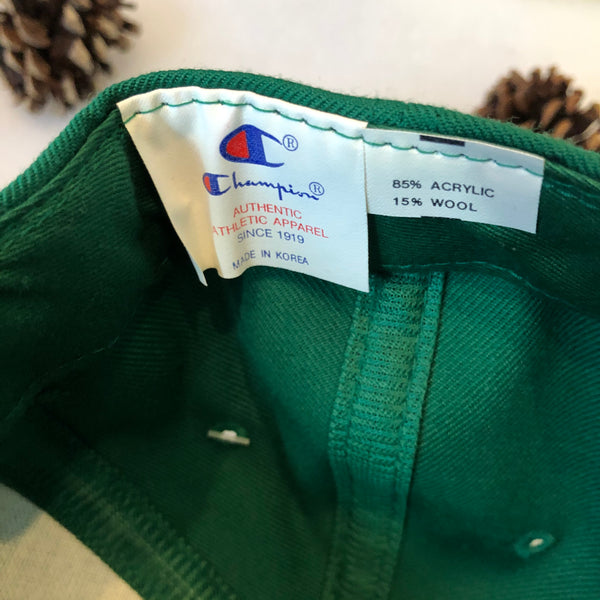 C®
Champion®
AUTHENTIC
ATHLETIC APPAREL
SINCE 1919
MADE IN KOREA
85% ACRYLIC
15% WOOL